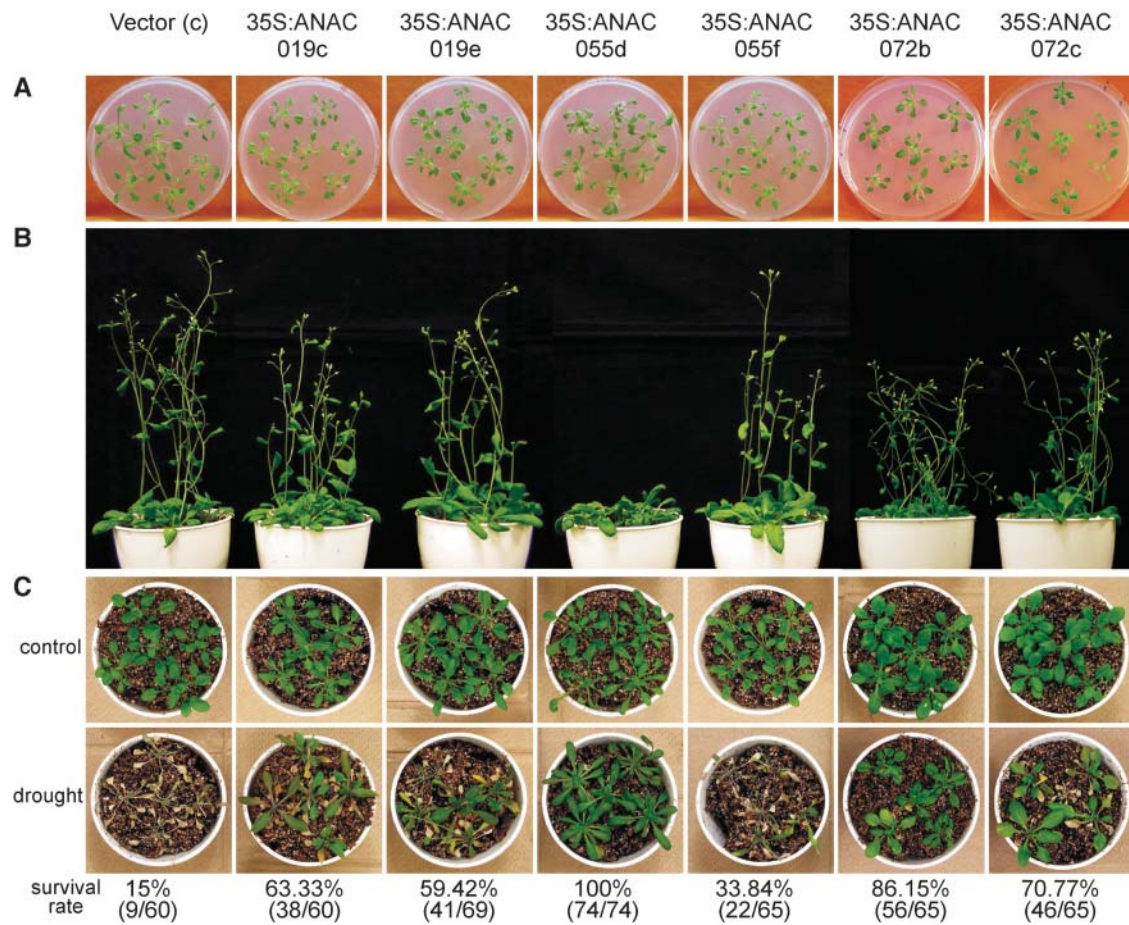 Vector (c) 35S:ANAC 35S:ANAC 35S:ANAC 35S:ANAC 35S:ANAC 35S:ANAC
019c 019e 055d 055f 072b 072c
A
B
C
control
drought
survival 15% 63.33% 59.42% 100% 33.84% 86.15% 70.77%
rate (9/60) (38/60) (41/69) (74/74) (22/65) (56/65) (46/65)